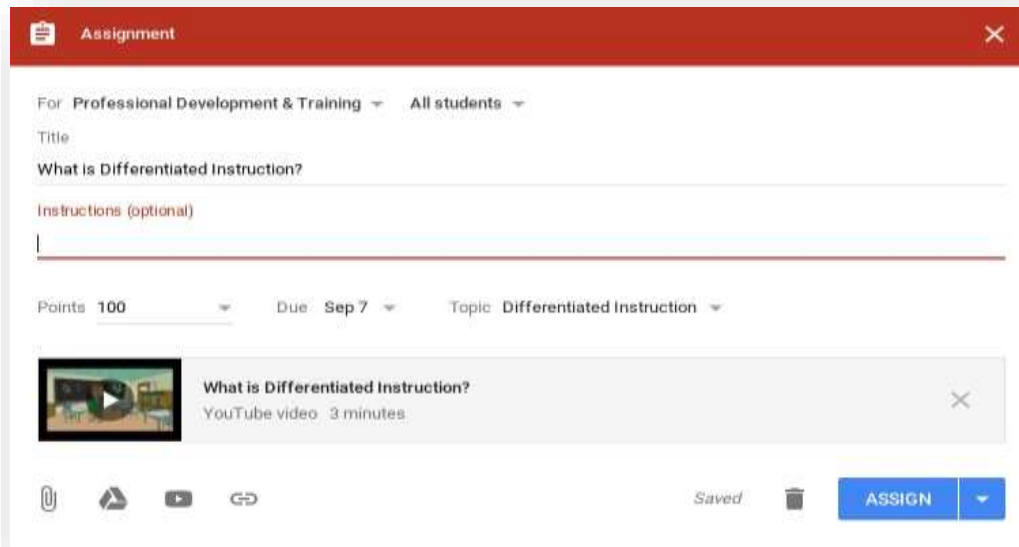 Assignment
For Professional Development & Training All students
Title
What is Differentiated Instruction?
Instructions (optional)
Points 100 Due Sep 7 Topic Differentiated Instruction
What is Differentiated Instruction?
YouTube video 3 minutes
Saved ASSIGN